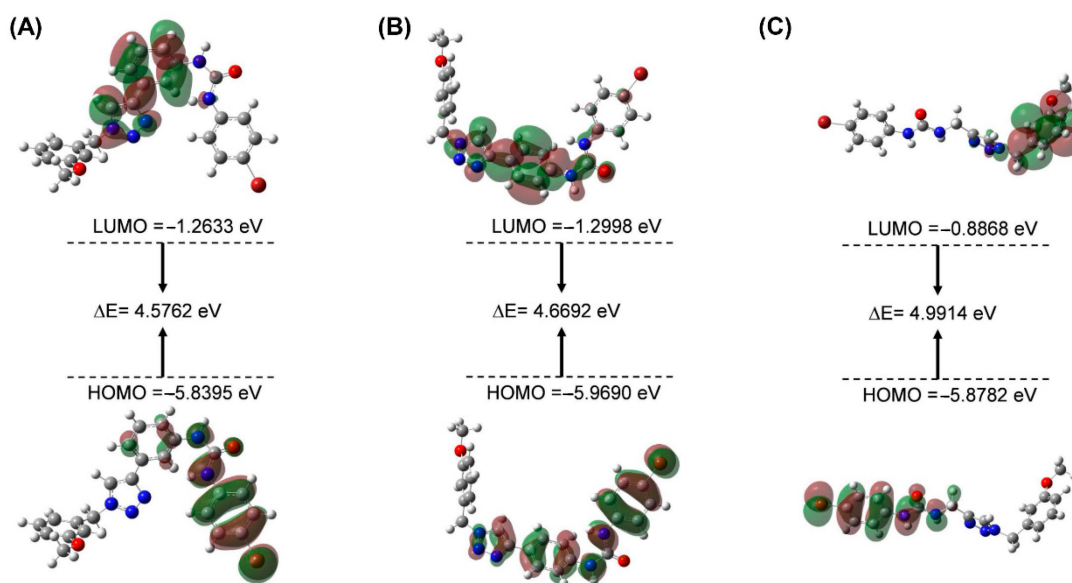 (A)
LUMO =–1.2633 eV
ΔE= 4.5762 eV
HOMO =–5.8395 eV
(B)
LUMO =–1.2998 eV
ΔE= 4.6692 eV
HOMO =–5.9690 eV
(C)
LUMO =–0.8868 eV
ΔE= 4.9914 eV
HOMO =–5.8782 eV